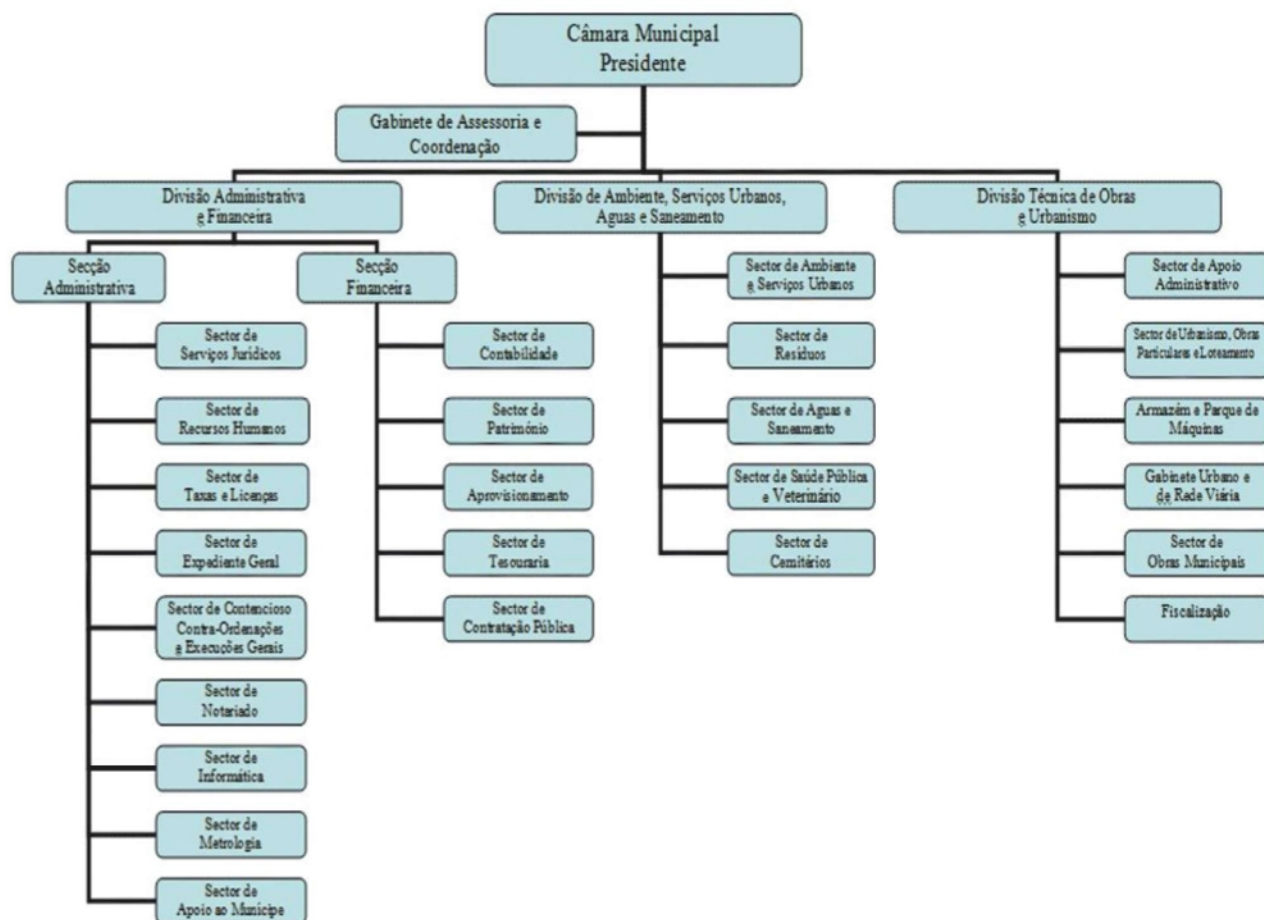 Câmara Municipal
Presidente
Gabinete de Assessoria e
Coordenação
Divisão Administrativa
e Financeira
Divisão de Ambiente, Serviços Urbanos,
Aguas e Saneamento
Divisão Técnica de Obras
e Urbanismo
Secção
Administrativa
Secção
Financeira
Sector de
Serviços Jurídicos
Sector de
Recursos Humanos
Sector de
Taxas e Licenças
Sector de
Expediente Geral
Sector de Contencioso
Contra-Ordenações
e Execuções Gerais
Sector de
Notariado
Sector de
Informática
Sector de
Metrologia
Sector de
Apoio ao Munícipe
Sector de
Contabilidade
Sector de
Património
Sector de
Aprovisionamento
Sector de
Tesouraria
Sector de
Contratação Pública
Sector de Ambiente
e Serviços Urbanos
Sector de
Resíduos
Sector de Aguas e
Saneamento
Sector de Saúde Pública
e Veterinário
Sector de
Cemitérios
Sector de Apoio
Administrativo
Sector de Urbanismo, Obras
Particulares e Loteamento
Armazém e Parque de
Máquinas
Gabinete Urbano e
de Rede Viária
Sector de
Obras Municipais
Fiscalização